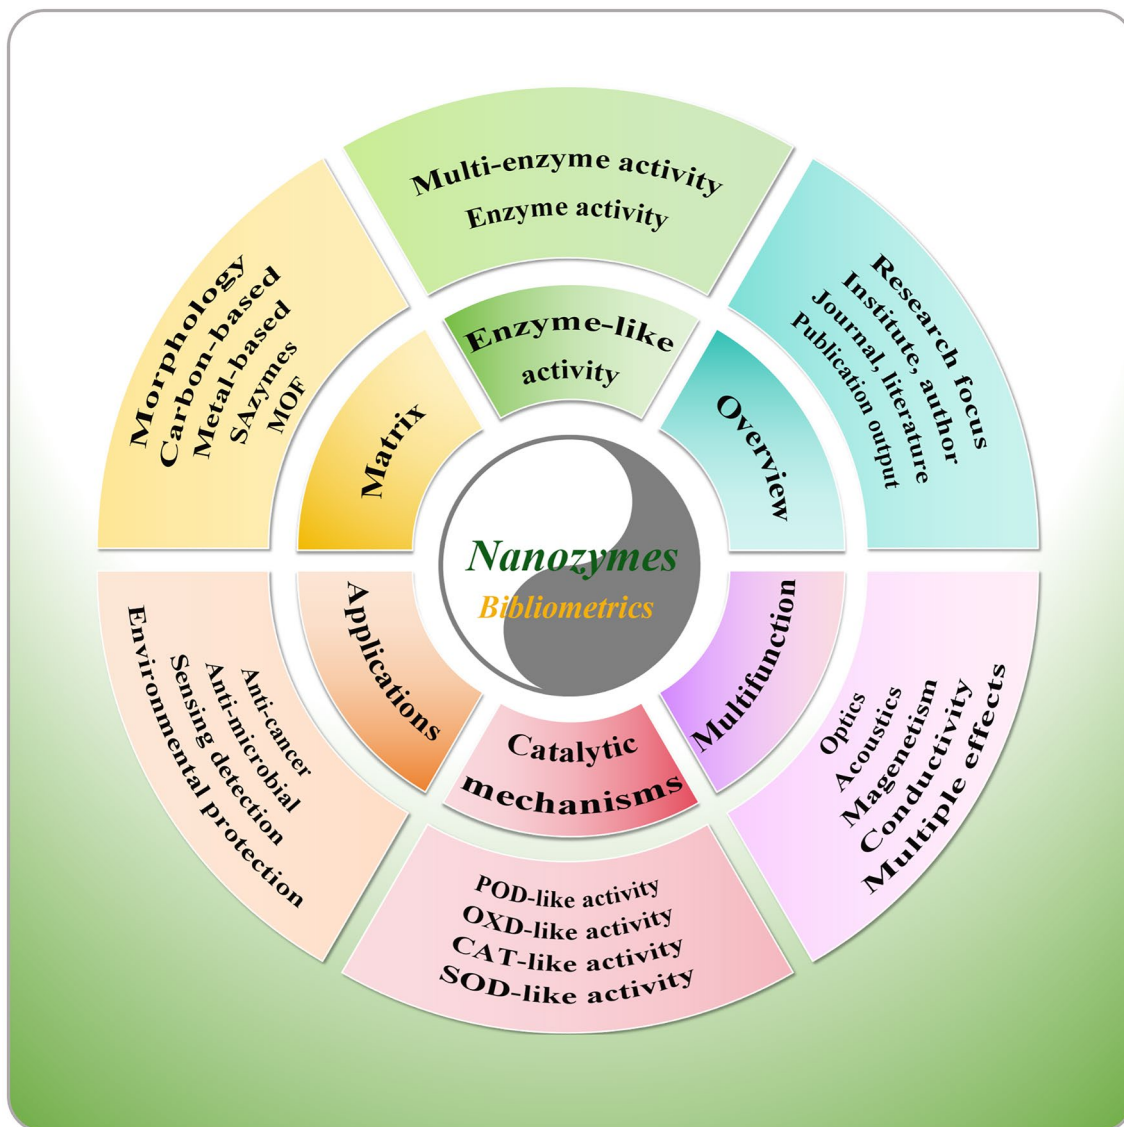 Multi-enzyme activity
Enzyme activity
Enzyme-like
activity
Research focus
Institute, author
Journal, literature
Publication output
Overview
Morphology
Carbon-based
Metal-based
SAzymes
MOF
Matrix
Nanozymes
Bibliometrics
Applications
Anti-cancer
Anti-microbial
Sensing detection
Environmental protection
Multifunction
Optics
Acoustics
Magenetism
Conductivity
Multiple effects
Catalytic
mechanisms
POD-like activity
OXD-like activity
CAT-like activity
SOD-like activity